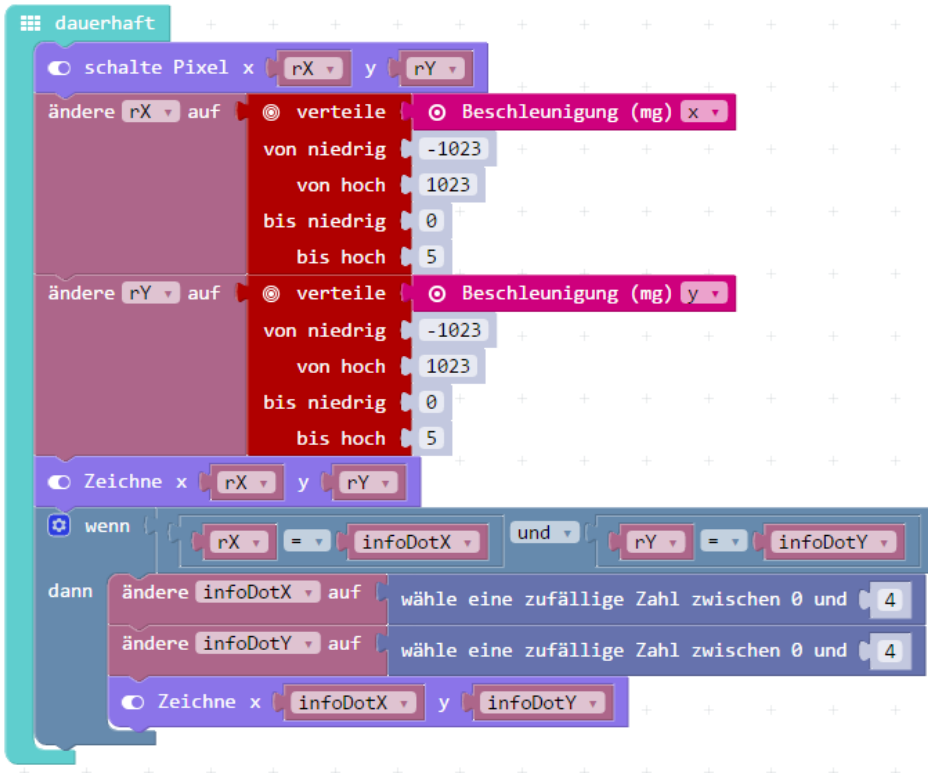 dauerhaft
schalte Pixel x rX y rY
ändere rX auf verteile Beschleunigung (mg) x
von niedrig -1023
von hoch 1023
bis niedrig 0
bis hoch 5
ändere rY auf verteile Beschleunigung (mg) y
von niedrig -1023
von hoch 1023
bis niedrig 0
bis hoch 5
Zeichne x rX y rY
wenn rX = infoDotX und rY = infoDotY
dann ändere infoDotX auf wähle eine zufällige Zahl zwischen 0 und 4
ändere infoDotY auf wähle eine zufällige Zahl zwischen 0 und 4
Zeichne x infoDotX y infoDotY